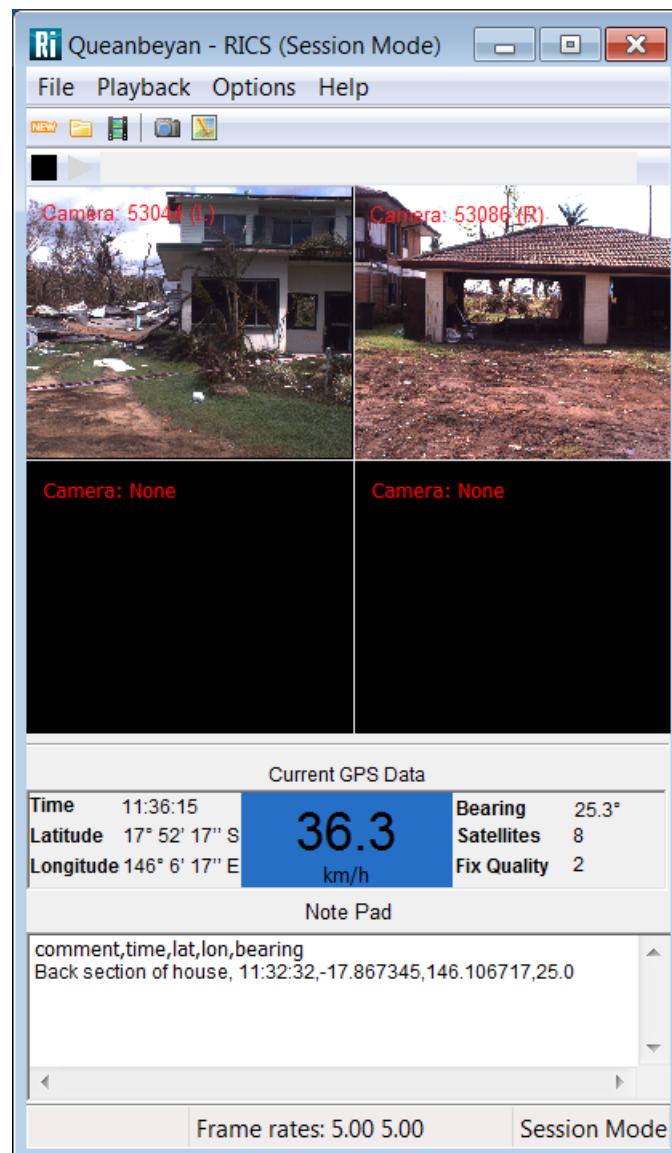 Ri Queanbeyan - RICS (Session Mode)
File Playback Options Help
NEW
Camera: 53044 (L)
Camera: 53086 (R)
Camera: None
Camera: None
Current GPS Data
Time 11:36:15
Latitude 17° 52' 17'' S
Longitude 146° 6' 17'' E
36.3
km/h
Bearing 25.3°
Satellites 8
Fix Quality 2
Note Pad
comment,time,lat,lon,bearing
Back section of house, 11:32:32,-17.867345,146.106717,25.0
Frame rates: 5.00 5.00 Session Mode